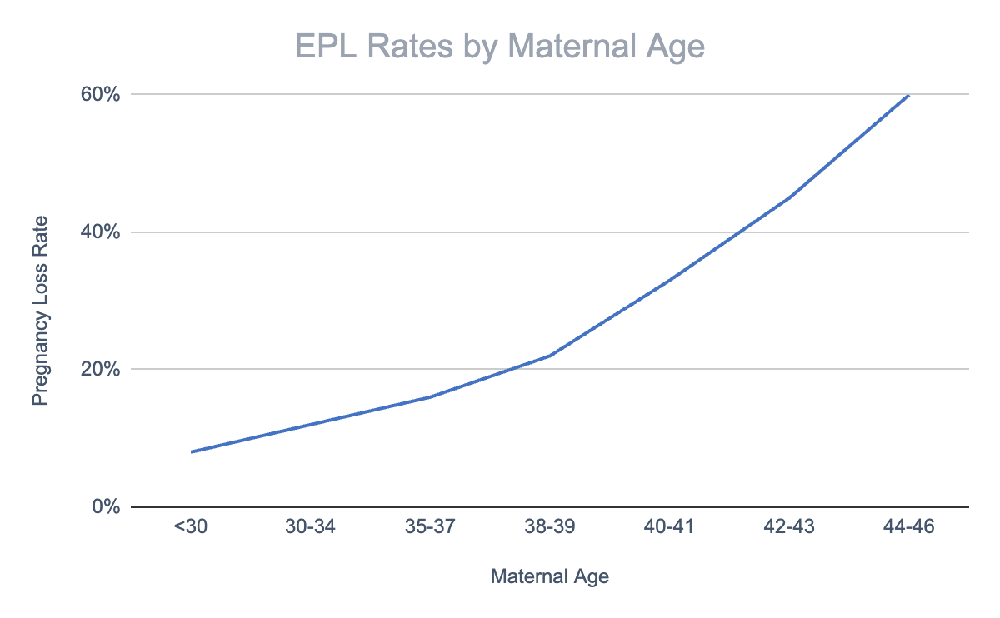 EPL Rates by Maternal Age
60%
40%
20%
0%
Pregnancy Loss Rate
<30 30-34 35-37 38-39 40-41 42-43 44-46
Maternal Age